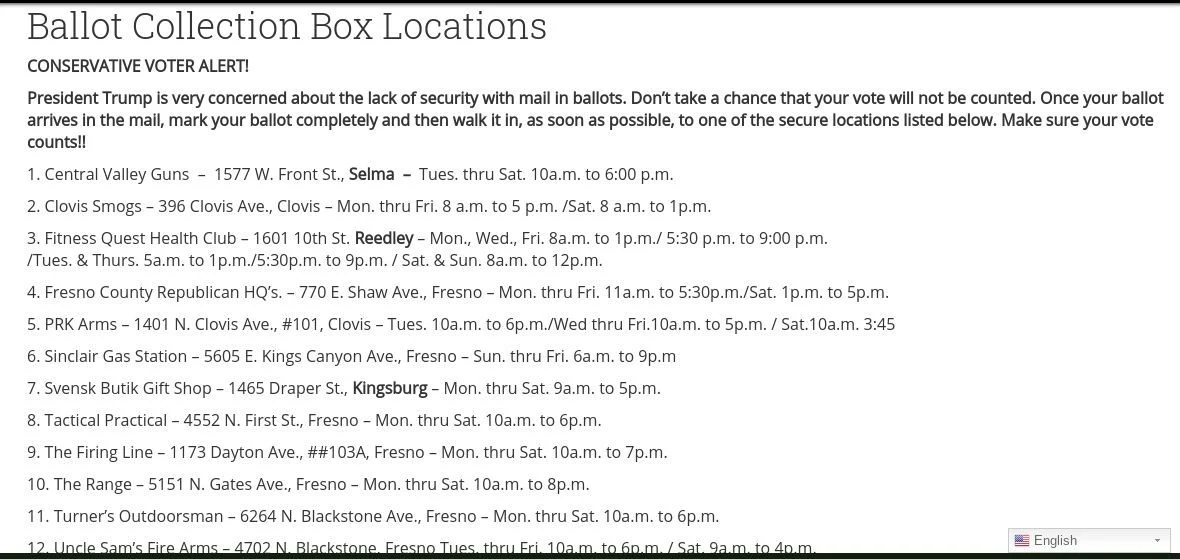 Ballot Collection Box Locations
CONSERVATIVE VOTER ALERT!
President Trump is very concerned about the lack of security with mail in ballots. Don’t take a chance that your vote will not be counted. Once your ballot
arrives in the mail, mark your ballot completely and then walk it in, as soon as possible, to one of the secure locations listed below. Make sure your vote
counts!!
1. Central Valley Guns – 1577 W. Front St., Selma – Tues. thru Sat. 10a.m. to 6:00 p.m.
2. Clovis Smogs – 396 Clovis Ave., Clovis – Mon. thru Fri. 8 a.m. to 5 p.m. /Sat. 8 a.m. to 1p.m.
3. Fitness Quest Health Club – 1601 10th St. Reedley – Mon., Wed., Fri. 8a.m. to 1p.m./ 5:30 p.m. to 9:00 p.m.
/Tues. & Thurs. 5a.m. to 1p.m./5:30p.m. to 9p.m. / Sat. & Sun. 8a.m. to 12p.m.
4. Fresno County Republican HQ’s. – 770 E. Shaw Ave., Fresno – Mon. thru Fri. 11a.m. to 5:30p.m./Sat. 1p.m. to 5p.m.
5. PRK Arms – 1401 N. Clovis Ave., #101, Clovis – Tues. 10a.m. to 6p.m./Wed thru Fri.10a.m. to 5p.m. / Sat.10a.m. 3:45
6. Sinclair Gas Station – 5605 E. Kings Canyon Ave., Fresno – Sun. thru Fri. 6a.m. to 9p.m
7. Svensk Butik Gift Shop – 1465 Draper St., Kingsburg – Mon. thru Sat. 9a.m. to 5p.m.
8. Tactical Practical – 4552 N. First St., Fresno – Mon. thru Sat. 10a.m. to 6p.m.
9. The Firing Line – 1173 Dayton Ave., ##103A, Fresno – Mon. thru Sat. 10a.m. to 7p.m.
10. The Range – 5151 N. Gates Ave., Fresno – Mon. thru Sat. 10a.m. to 8p.m.
11. Turner’s Outdoorsman – 6264 N. Blackstone Ave., Fresno – Mon. thru Sat. 10a.m. to 6p.m.
12. Uncle Sam’s Fire Arms – 4702 N. Blackstone, Fresno Tues. thru Fri. 10a.m. to 6p.m. / Sat. 9a.m. to 4p.m.
English